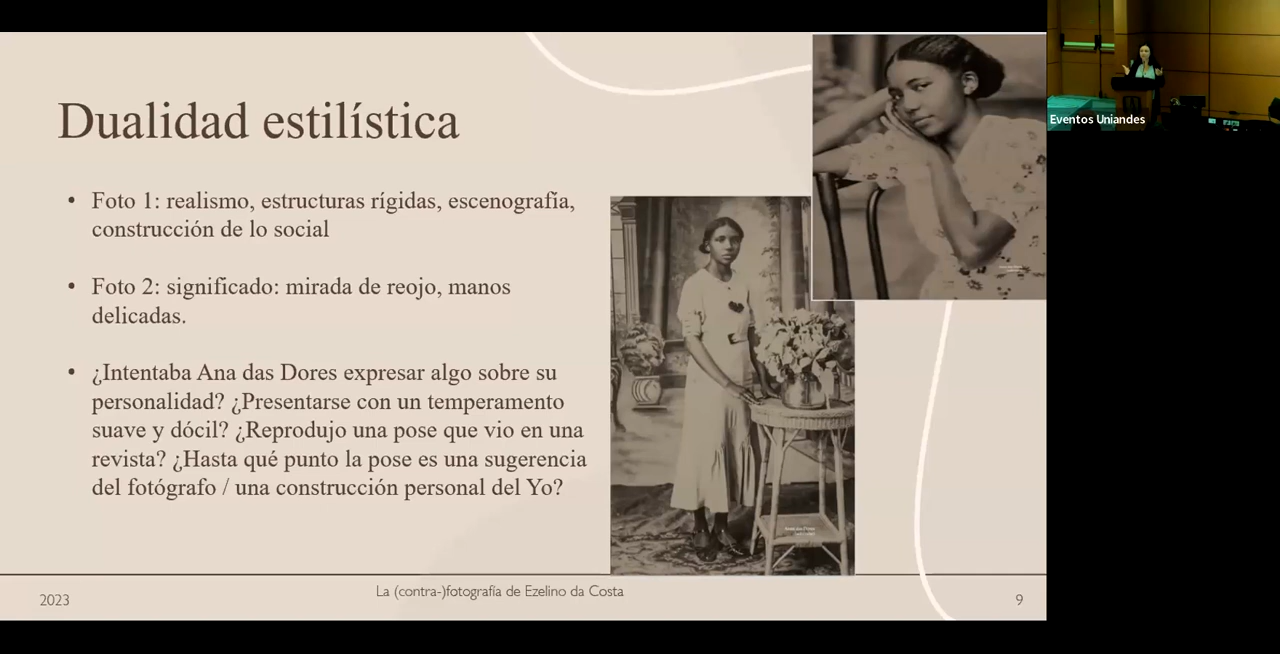 Dualidad estilística
• Foto 1: realismo, estructuras rígidas, escenografía,
construcción de lo social
• Foto 2: significado: mirada de reojo, manos
delicadas.
• ¿Intentaba Ana das Dores expresar algo sobre su
personalidad? ¿Presentarse con un temperamento
suave y dócil? ¿Reprodujo una pose que vio en una
revista? ¿Hasta qué punto la pose es una sugerencia
del fotógrafo / una construcción personal del Yo?
2023
La (contra-)fotografía de Ezelino da Costa
9
Eventos Uniandes